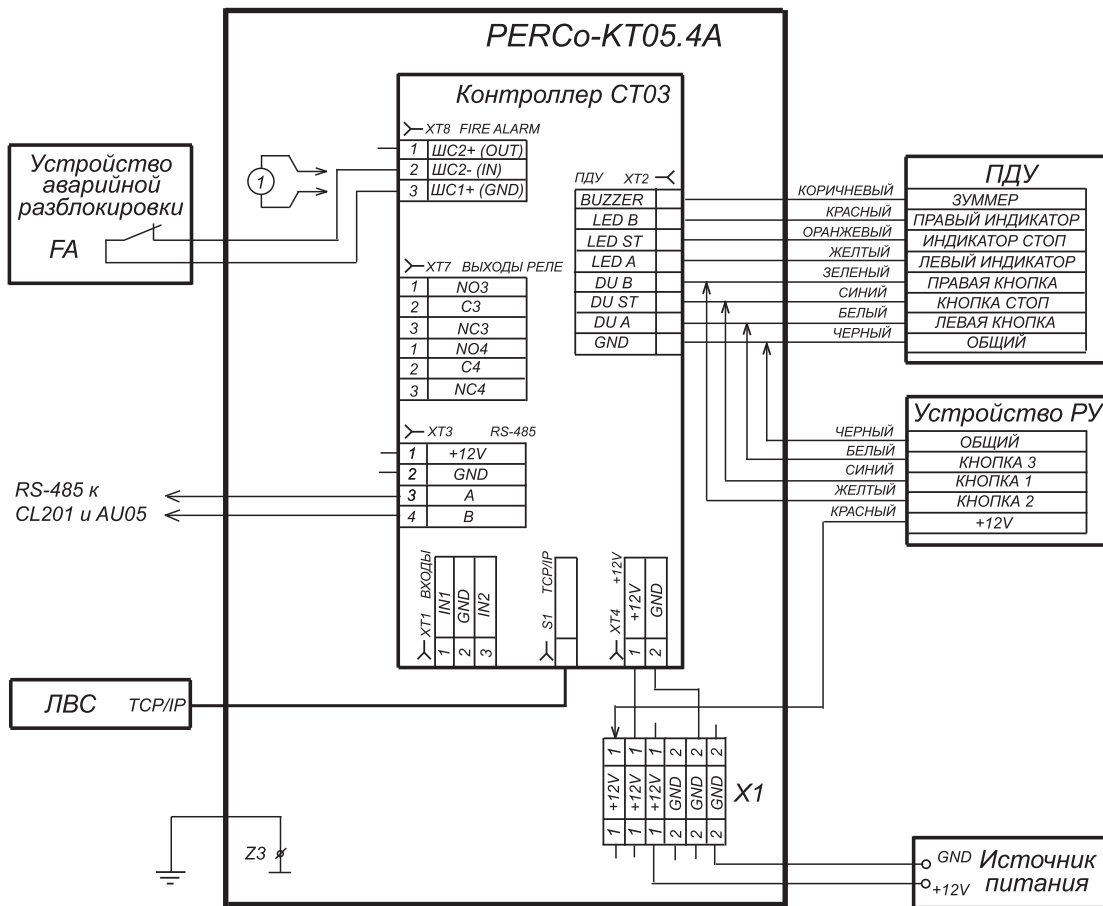 PERCo-KT05.4A
Контроллер CT03
XT8 FIRE ALARM
1 ШС2+ (OUT)
2 ШС2- (IN)
3 ШС1+ (GND)
1
Устройство
аварийной
разблокировки
FA
XT7 ВЫХОДЫ РЕЛЕ
1 NO3
2 C3
3 NC3
1 NO4
2 C4
3 NC4
XT3 RS-485
1 +12V
2 GND
3 A
4 B
RS-485 к
CL201 и AU05
ПДУ XT2
BUZZER
LED B
LED ST
LED A
DU B
DU ST
DU A
GND
КОРИЧНЕВЫЙ
КРАСНЫЙ
ОРАНЖЕВЫЙ
ЖЕЛТЫЙ
ЗЕЛЕНЫЙ
СИНИЙ
БЕЛЫЙ
ЧЕРНЫЙ
ПДУ
ЗУММЕР
ПРАВЫЙ ИНДИКАТОР
ИНДИКАТОР СТОП
ЛЕВЫЙ ИНДИКАТОР
ПРАВАЯ КНОПКА
КНОПКА СТОП
ЛЕВАЯ КНОПКА
ОБЩИЙ
Устройство РУ
ЧЕРНЫЙ
БЕЛЫЙ
СИНИЙ
ЖЕЛТЫЙ
КРАСНЫЙ
ОБЩИЙ
КНОПКА 3
КНОПКА 1
КНОПКА 2
+12V
XT1 ВХОДЫ
1 IN1
2 GND
3 IN2
S1 TCP/IP
XT4 +12V
1 +12V
2 GND
ЛВС TCP/IP
1 +12V 1
1 +12V 1
1 +12V 1
2 GND 2
2 GND 2
2 GND 2
X1
Z3
GND
+12V
Источник
питания